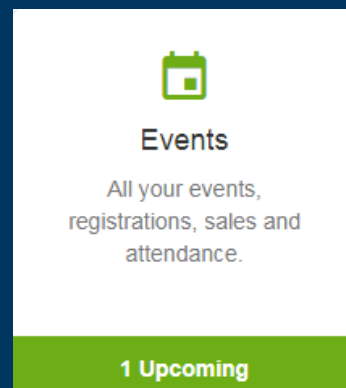 Events
All your events,
registrations, sales and
attendance.
1 Upcoming